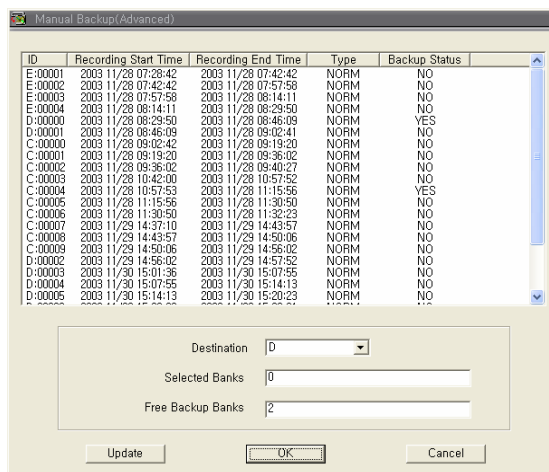 Manual Backup(Advanced)
ID Recording Start Time Recording End Time Type Backup Status
E:00001 2003 11/28 07:28:42 2003 11/28 07:42:42 NORM NO
E:00002 2003 11/28 07:42:42 2003 11/28 07:57:58 NORM NO
E:00003 2003 11/28 07:57:58 2003 11/28 08:14:11 NORM NO
E:00004 2003 11/28 08:14:11 2003 11/28 08:29:50 NORM NO
D:00000 2003 11/28 08:29:50 2003 11/28 08:46:09 NORM YES
D:00001 2003 11/28 08:46:09 2003 11/28 09:02:41 NORM NO
C:00000 2003 11/28 09:02:42 2003 11/28 09:19:20 NORM NO
C:00001 2003 11/28 09:19:20 2003 11/28 09:36:02 NORM NO
C:00002 2003 11/28 09:36:02 2003 11/28 09:40:27 NORM NO
C:00003 2003 11/28 10:42:00 2003 11/28 10:57:52 NORM NO
C:00004 2003 11/28 10:57:53 2003 11/28 11:15:56 NORM YES
C:00005 2003 11/28 11:15:56 2003 11/28 11:30:50 NORM NO
C:00006 2003 11/28 11:30:50 2003 11/28 11:32:23 NORM NO
C:00007 2003 11/29 14:37:10 2003 11/29 14:43:57 NORM NO
C:00008 2003 11/29 14:43:57 2003 11/29 14:50:06 NORM NO
C:00009 2003 11/29 14:50:06 2003 11/29 14:56:02 NORM NO
D:00002 2003 11/29 14:56:02 2003 11/29 14:57:52 NORM NO
D:00003 2003 11/30 15:01:36 2003 11/30 15:07:55 NORM NO
D:00004 2003 11/30 15:07:55 2003 11/30 15:14:13 NORM NO
D:00005 2003 11/30 15:14:13 2003 11/30 15:20:23 NORM NO
Destination D
Selected Banks 0
Free Backup Banks 2
Update OK Cancel